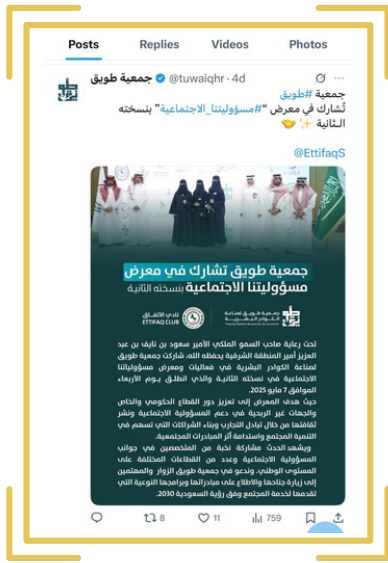 Posts Replies Videos Photos
جمعية طويق @tuwaiqhr · 4d
جمعية #طويق
تُشارك في معرض "#مسؤوليتنا_الاجتماعية" بنسخته
الثانية
@EttifaqS
جمعية طويق تشارك في معرض
مسؤوليتنا الاجتماعية بنسخته الثانية
نادي الاتفاق
ETTIFAQ CLUB
جمعية طويق لصناعة
الكوادر البشرية
تحت رعاية صاحب السمو الملكي الأمير سعود بن نايف بن عبد
العزيز أمير المنطقة الشرقية يحفظه الله، شاركت جمعية طويق
لصناعة الكوادر البشرية في فعاليات ومعرض مسؤولياتنا
الاجتماعية في نسخته الثانية والذي انطلق يوم الأربعاء
الموافق 7 مايو 2025.
حيث هدف المعرض إلى تعزيز دور القطاع الحكومي والخاص
والجهات غير الربحية في دعم المسؤولية الاجتماعية ونشر
ثقافتها من خلال تبادل التجارب وبناء الشراكات التي تسهم في
التنمية المجتمع واستدامة أثر المبادرات المجتمعية.
ويشهد الحدث مشاركة نخبة من المتخصصين في جوانب
المسؤولية الاجتماعية وعدد من القطاعات المختلفة على
المستوى الوطني، وندعو في جمعية طويق الزوار والمهتمين
إلى زيارة جناحها والاطلاع على مبادراتها وبرامجها النوعية التي
تقدمها لخدمة المجتمع وفق رؤية السعودية 2030.
8 11 759